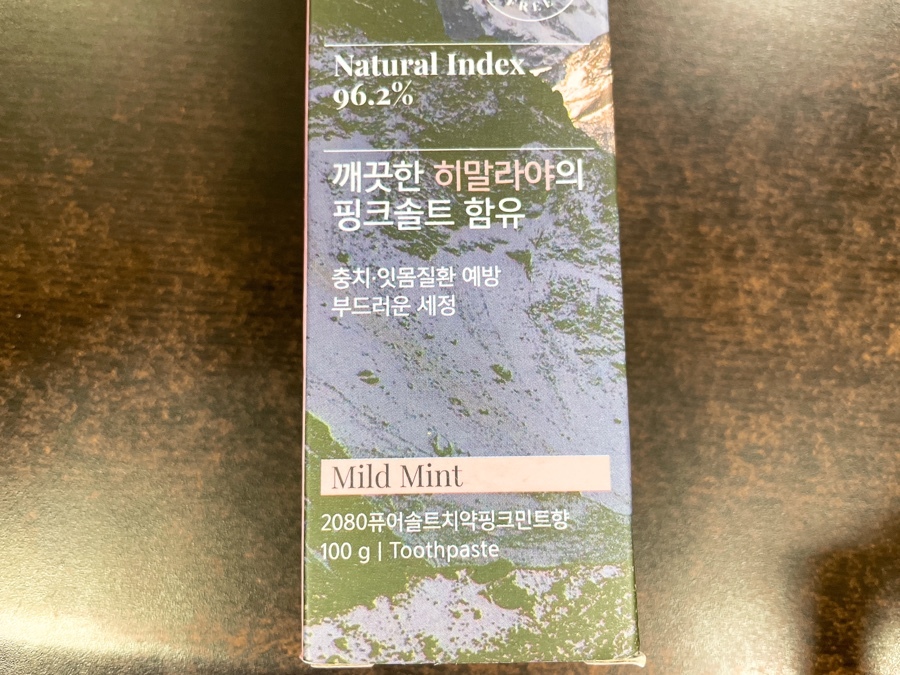 FREE
Natural Index
96.2%
깨끗한 히말라야의
핑크솔트 함유
충치·잇몸질환 예방
부드러운 세정
Mild Mint
2080퓨어솔트치약핑크민트향
100 g | Toothpaste